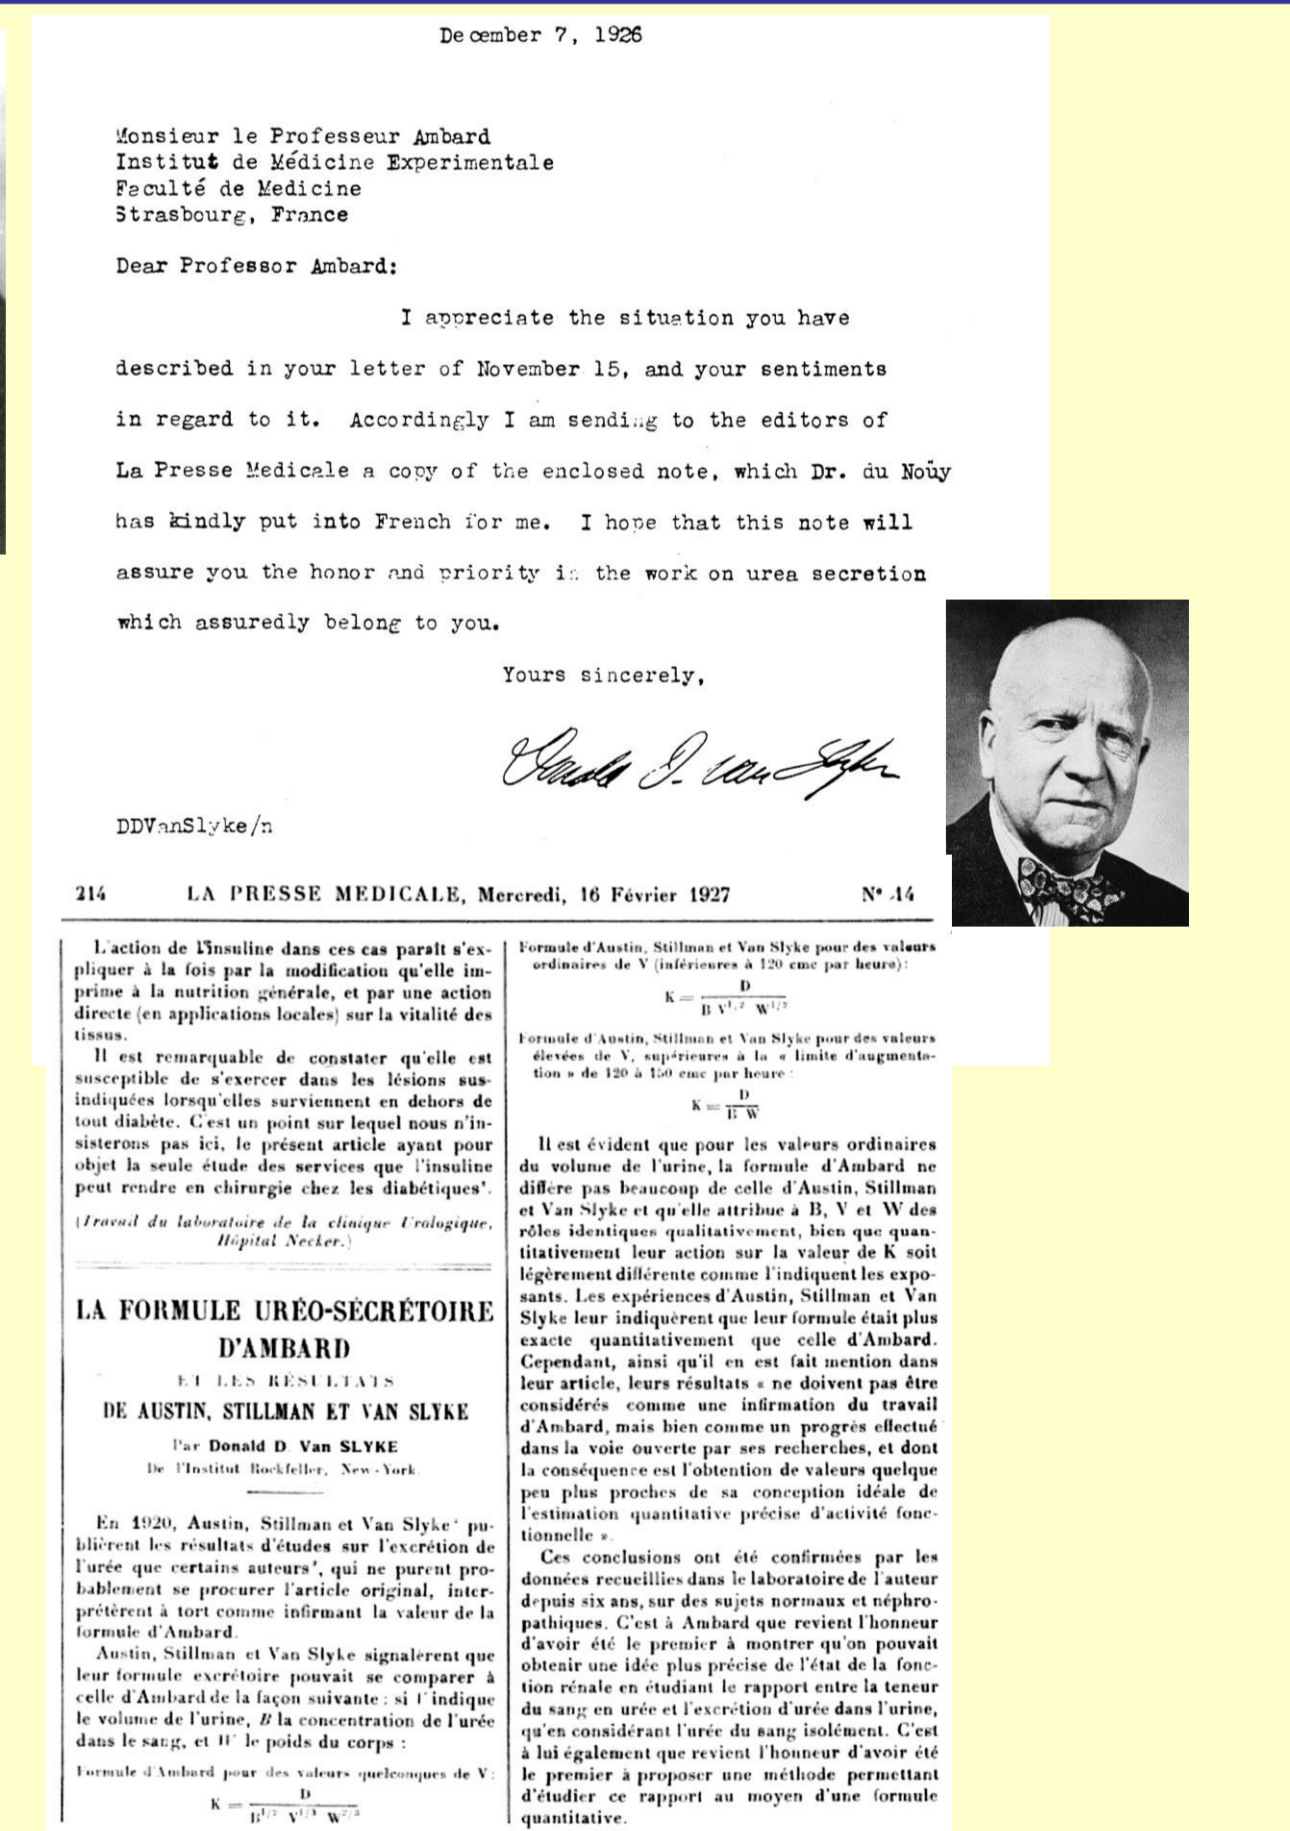 December 7, 1926
Monsieur le Professeur Ambard
Institut de Médicine Experimentale
Faculté de Medicine
Strasbourg, France
Dear Professor Ambard:
I appreciate the situation you have
described in your letter of November 15, and your sentiments
in regard to it. Accordingly I am sending to the editors of
La Presse Medicale a copy of the enclosed note, which Dr. du Noüy
has kindly put into French for me. I hope that this note will
assure you the honor and priority in the work on urea secretion
which assuredly belong to you.
Yours sincerely,
Donald D. van Slyke
DDVanSlyke/n
214 LA PRESSE MEDICALE, Mercredi, 16 Février 1927 N° 14
L'action de l'Insuline dans ces cas paraît s'ex-
pliquer à la fois par la modification qu'elle im-
prime à la nutrition générale, et par une action
directe (en applications locales) sur la vitalité des
tissus.
Il est remarquable de constater qu'elle est
susceptible de s'exercer dans les lésions sus-
indiquées lorsqu'elles surviennent en dehors de
tout diabète. C'est un point sur lequel nous n'in-
sisterons pas ici, le présent article ayant pour
objet la seule étude des services que l'insuline
peut rendre en chirurgie chez les diabétiques¹.
(Travail du laboratoire de la clinique Urologique,
Hôpital Necker.)
LA FORMULE URÉO-SÉCRÉTOIRE
D'AMBARD
ET LES RÉSULTATS
DE AUSTIN, STILLMAN ET VAN SLYKE
Par Donald D. Van SLYKE
De l'Institut Rockfeller, New-York.
En 1920, Austin, Stillman et Van Slyke¹ pu-
blièrent les résultats d'études sur l'excrétion de
l'urée que certains auteurs², qui ne purent pro-
bablement se procurer l'article original, inter-
prétèrent à tort comme infirmant la valeur de la
formule d'Ambard.
Austin, Stillman et Van Slyke signalèrent que
leur formule excrétoire pouvait se comparer à
celle d'Ambard de la façon suivante : si V indique
le volume de l'urine, B la concentration de l'urée
dans le sang, et W le poids du corps :
Formule d'Ambard pour des valeurs quelconques de V :
K = D / B^1/2 V^1/3 W^2/3
Formule d'Austin, Stillman et Van Slyke pour des valeurs
ordinaires de V (inférieures à 120 cmc par heure) :
K = D / B V^1/2 W^1/2
Formule d'Austin, Stillman et Van Slyke pour des valeurs
élevées de V, supérieures à la « limite d'augmenta-
tion » de 120 à 150 cmc par heure :
K = D / B W
Il est évident que pour les valeurs ordinaires
du volume de l'urine, la formule d'Ambard ne
diffère pas beaucoup de celle d'Austin, Stillman
et Van Slyke et qu'elle attribue à B, V et W des
rôles identiques qualitativement, bien que quan-
titativement leur action sur la valeur de K soit
légèrement différente comme l'indiquent les expo-
sants. Les expériences d'Austin, Stillman et Van
Slyke leur indiquèrent que leur formule était plus
exacte quantitativement que celle d'Ambard.
Cependant, ainsi qu'il en est fait mention dans
leur article, leurs résultats « ne doivent pas être
considérés comme une infirmation du travail
d'Ambard, mais bien comme un progrès effectué
dans la voie ouverte par ses recherches, et dont
la conséquence est l'obtention de valeurs quelque
peu plus proches de sa conception idéale de
l'estimation quantitative précise d'activité fonc-
tionnelle ».
Ces conclusions ont été confirmées par les
données recueillies dans le laboratoire de l'auteur
depuis six ans, sur des sujets normaux et néphro-
pathiques. C'est à Ambard que revient l'honneur
d'avoir été le premier à montrer qu'on pouvait
obtenir une idée plus précise de l'état de la fonc-
tion rénale en étudiant le rapport entre la teneur
du sang en urée et l'excrétion d'urée dans l'urine,
qu'en considérant l'urée du sang isolément. C'est
à lui également que revient l'honneur d'avoir été
le premier à proposer une méthode permettant
d'étudier ce rapport au moyen d'une formule
quantitative.